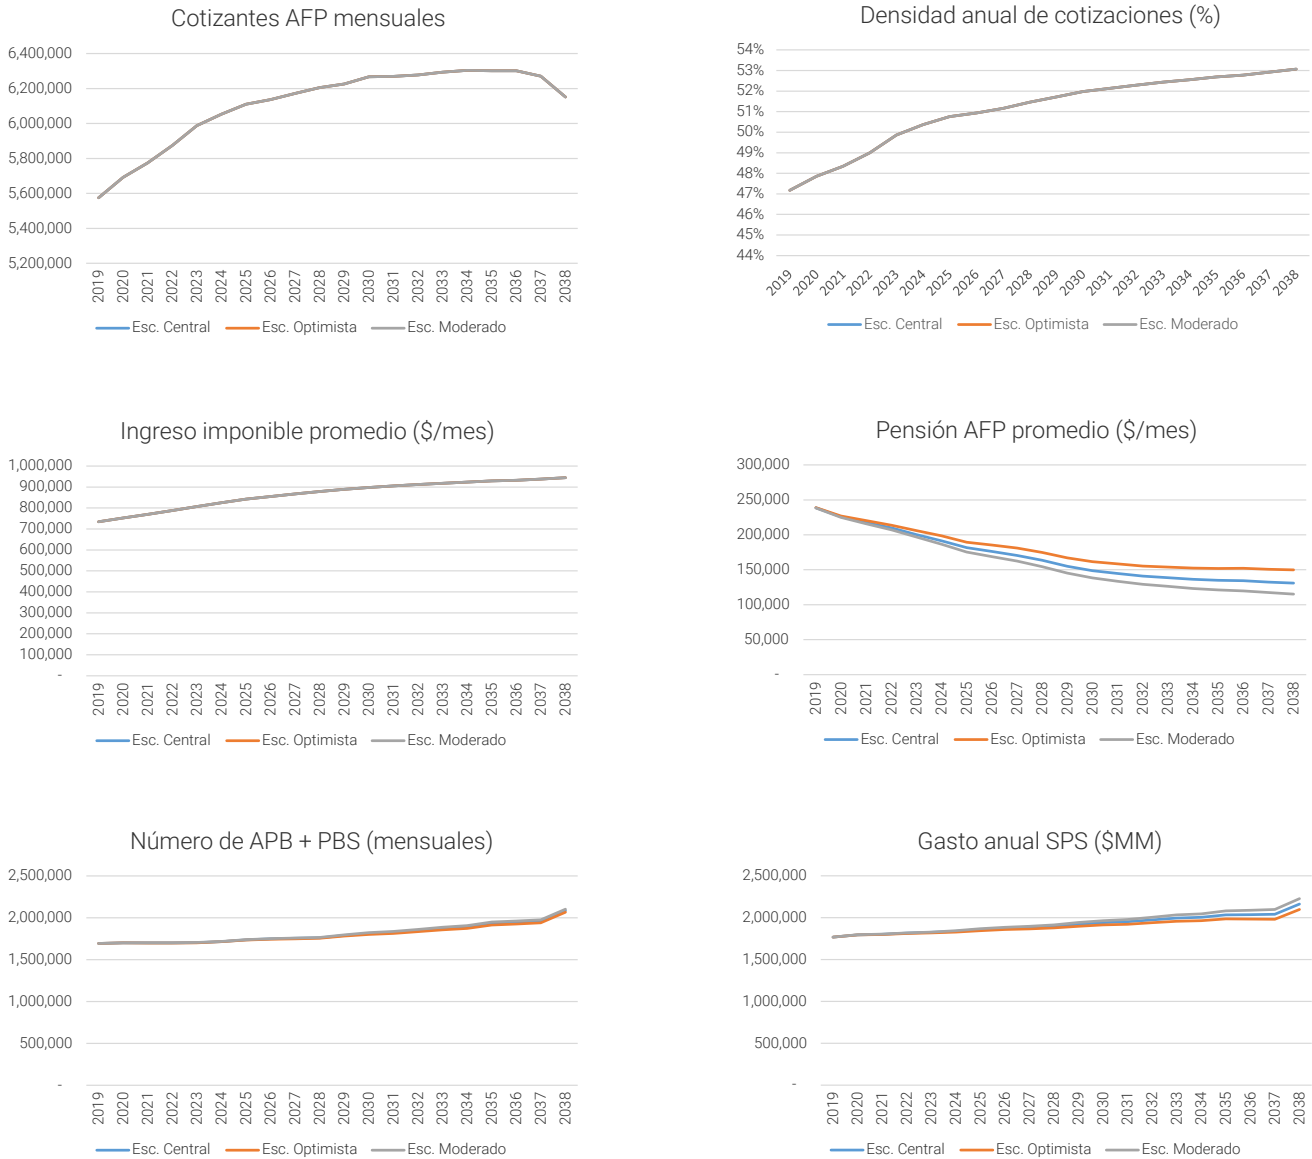 Cotizantes AFP mensuales
6,400,000
6,200,000
6,000,000
5,800,000
5,600,000
5,400,000
5,200,000
2019 2020 2021 2022 2023 2024 2025 2026 2027 2028 2029 2030 2031 2032 2033 2034 2035 2036 2037 2038
Esc. Central Esc. Optimista Esc. Moderado
Densidad anual de cotizaciones (%)
54%
53%
52%
51%
50%
49%
48%
47%
46%
45%
44%
2019 2020 2021 2022 2023 2024 2025 2026 2027 2028 2029 2030 2031 2032 2033 2034 2035 2036 2037 2038
Esc. Central Esc. Optimista Esc. Moderado
Ingreso imponible promedio ($/mes)
1,000,000
900,000
800,000
700,000
600,000
500,000
400,000
300,000
200,000
100,000
-
2019 2020 2021 2022 2023 2024 2025 2026 2027 2028 2029 2030 2031 2032 2033 2034 2035 2036 2037 2038
Esc. Central Esc. Optimista Esc. Moderado
Pensión AFP promedio ($/mes)
300,000
250,000
200,000
150,000
100,000
50,000
-
2019 2020 2021 2022 2023 2024 2025 2026 2027 2028 2029 2030 2031 2032 2033 2034 2035 2036 2037 2038
Esc. Central Esc. Optimista Esc. Moderado
Número de APB + PBS (mensuales)
2,500,000
2,000,000
1,500,000
1,000,000
500,000
-
2019 2020 2021 2022 2023 2024 2025 2026 2027 2028 2029 2030 2031 2032 2033 2034 2035 2036 2037 2038
Esc. Central Esc. Optimista Esc. Moderado
Gasto anual SPS ($MM)
2,500,000
2,000,000
1,500,000
1,000,000
500,000
-
2019 2020 2021 2022 2023 2024 2025 2026 2027 2028 2029 2030 2031 2032 2033 2034 2035 2036 2037 2038
Esc. Central Esc. Optimista Esc. Moderado